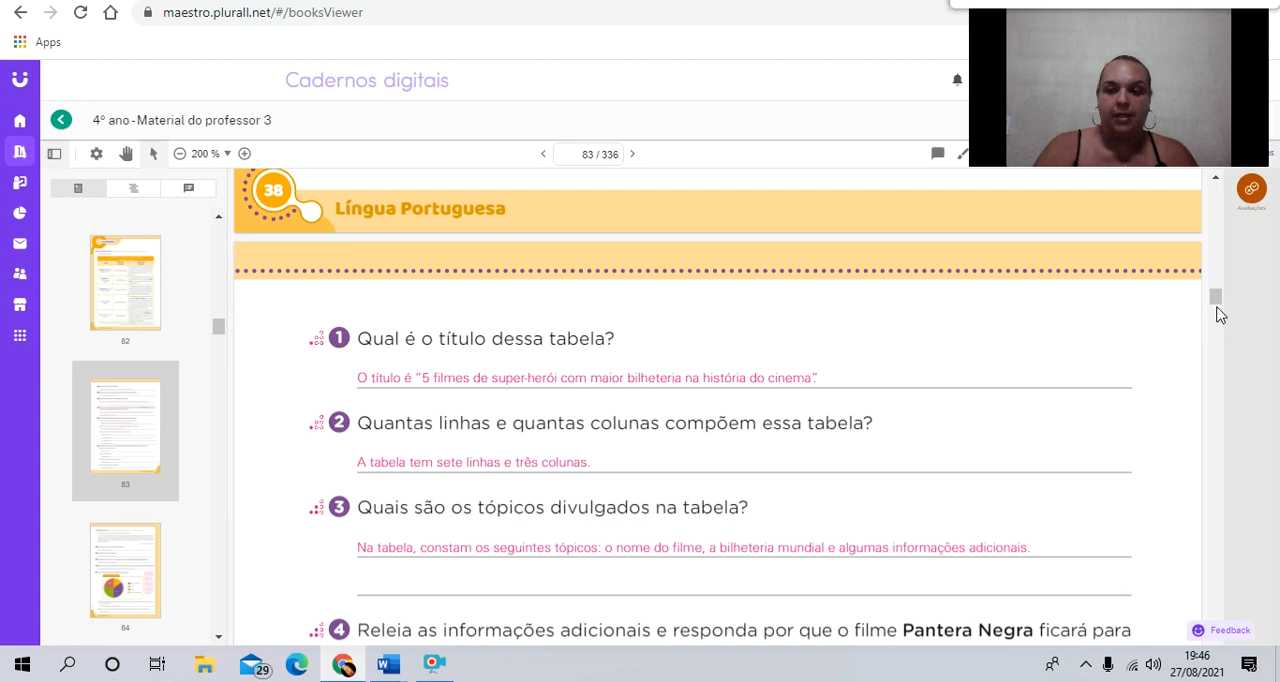 maestro.plurall.net/#/booksViewer
Apps
Cadernos digitais
4º ano - Material do professor 3
200 %
83 / 336
38
Língua Portuguesa
1 Qual é o título dessa tabela?
O título é “5 filmes de super-herói com maior bilheteria na história do cinema”.
2 Quantas linhas e quantas colunas compõem essa tabela?
A tabela tem sete linhas e três colunas.
3 Quais são os tópicos divulgados na tabela?
Na tabela, constam os seguintes tópicos: o nome do filme, a bilheteria mundial e algumas informações adicionais.
4 Releia as informações adicionais e responda por que o filme Pantera Negra ficará para
82
83
84
Avaliações
Feedback
29
19:46
27/08/2021